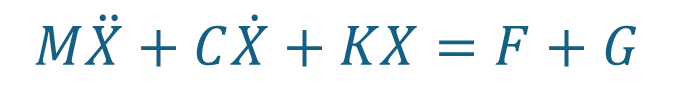 MẌ + CẊ + KX = F + G